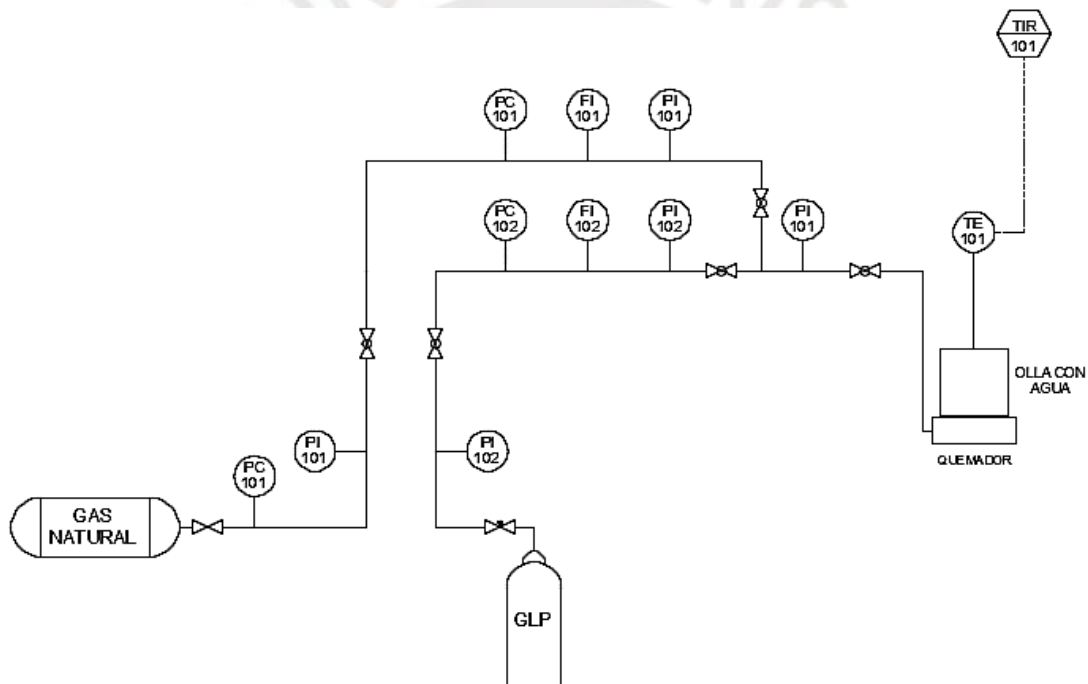 TIR
101
PC
101
FI
101
PI
101
PC
102
FI
102
PI
102
PI
101
TE
101
OLLA CON
AGUA
QUEMADOR
PI
101
PI
102
PC
101
GAS
NATURAL
GLP